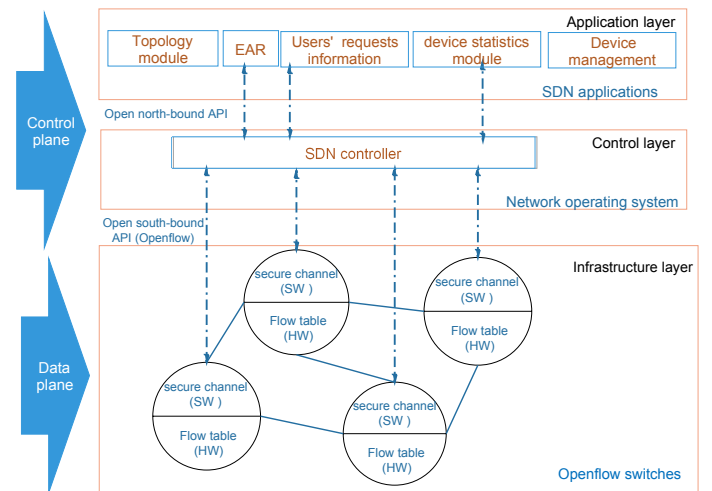 Application layer
Topology
module
EAR
Users' requests
information
device statistics
module
Device
management
SDN applications
Control
plane
Open north-bound API
Control layer
SDN controller
Network operating system
Open south-bound
API (Openflow)
Infrastructure layer
secure channel
(SW )
Flow table
(HW)
secure channel
(SW )
Flow table
(HW)
Data
plane
secure channel
(SW )
Flow table
(HW)
secure channel
(SW )
Flow table
(HW)
Openflow switches